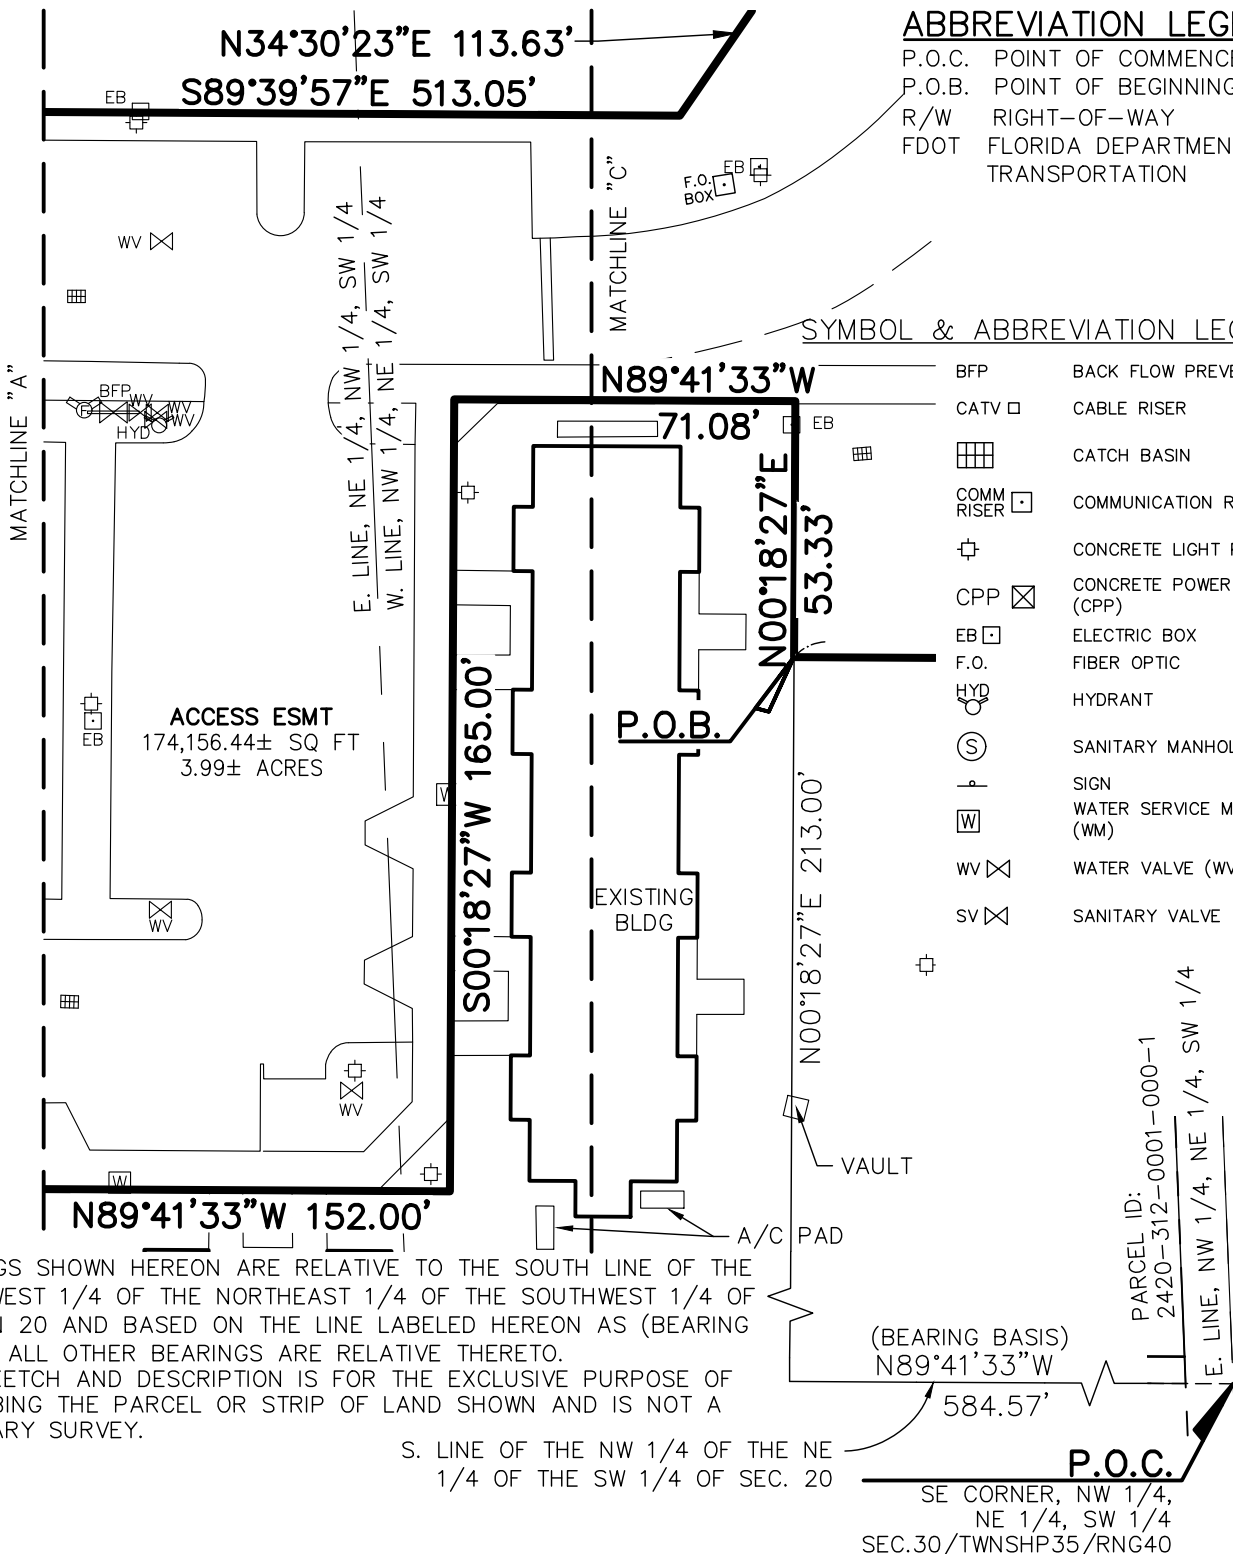 N34°30'23"E 113.63'
S89°39'57"E 513.05'
EB
ABBREVIATION
P.O.C. POINT OF
P.O.B. POINT OF BEGINNING
R/W RIGHT-OF-WAY
FDOT FLORIDA
TRANSPORTATION
F.O.
BOX
EB
MATCHLINE "C"
WV
E. LINE, NE 1/4, NW 1/4, SW 1/4
W. LINE, NW 1/4, NE 1/4, SW 1/4
MATCHLINE "A"
BFP
WV
WV
WV
HYD
F
N89°41'33"W
71.08'
EB
N00°18'27"E
53.33'
SYMBOL & ABBREVIATION
BFP BACK FLOW
CATV CABLE RISER
CATCH BASIN
COMM
RISER COMMUNICATION
CONCRETE LIGHT
CPP CONCRETE POWER
(CPP)
EB ELECTRIC BOX
F.O. FIBER OPTIC
HYD HYDRANT
S SANITARY
SIGN
W WATER SERVICE
(WM)
WV WATER VALVE
SV SANITARY VALVE
EB
ACCESS ESMT
174,156.44± SQ FT
3.99± ACRES
S00°18'27"W 165.00'
W
P.O.B.
N00°18'27"E 213.00'
EXISTING
BLDG
WV
WV
W
N89°41'33"W 152.00'
VAULT
A/C PAD
PARCEL ID:
2420-312-0001-000-1
E. LINE, NW 1/4, NE 1/4, SW 1/4
SHOWN HEREON ARE RELATIVE TO THE SOUTH LINE OF THE
1/4 OF THE NORTHEAST 1/4 OF THE SOUTHWEST 1/4 OF
20 AND BASED ON THE LINE LABELED HEREON AS (BEARING
ALL OTHER BEARINGS ARE RELATIVE THERETO.
AND DESCRIPTION IS FOR THE EXCLUSIVE PURPOSE OF
THE PARCEL OR STRIP OF LAND SHOWN AND IS NOT A
SURVEY.
(BEARING BASIS)
N89°41'33"W
584.57'
S. LINE OF THE NW 1/4 OF THE NE
1/4 OF THE SW 1/4 OF SEC. 20
P.O.C.
SE CORNER, NW 1/4,
NE 1/4, SW 1/4
SEC.30/TWNSHP35/RNG40